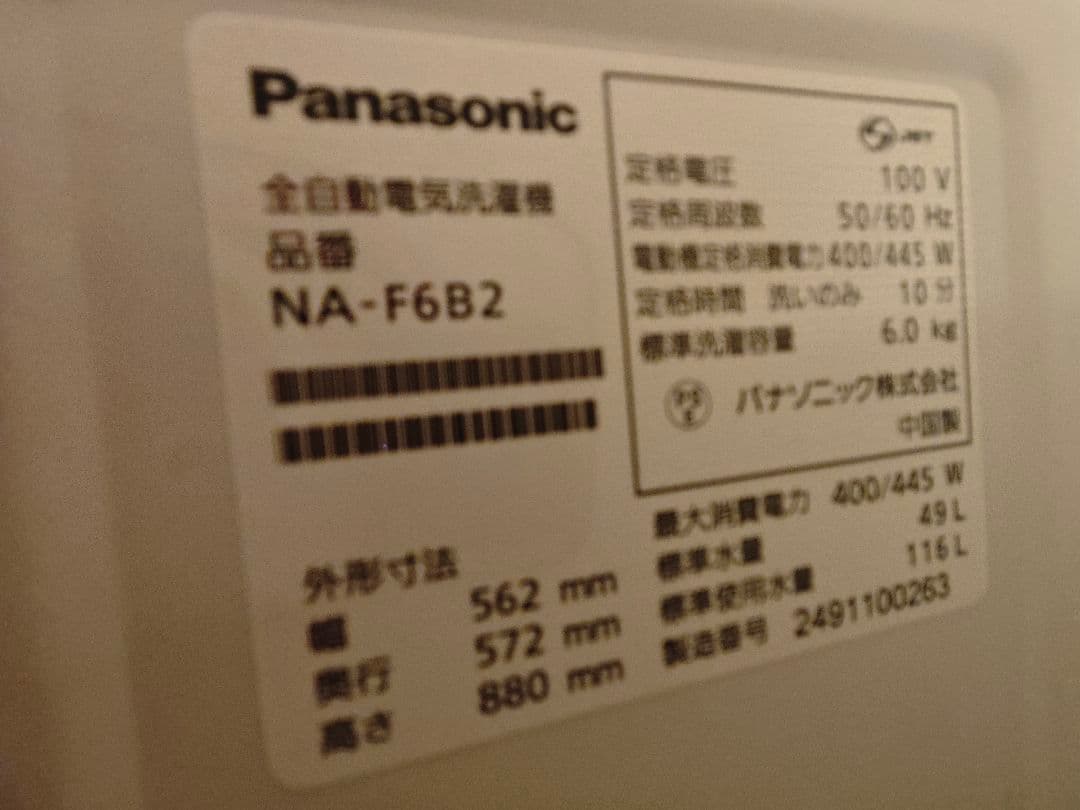 Panasonic
全自動電気洗濯機
品番
NA-F6B2
JET
定格電圧 100 V
定格周波数 50/60 Hz
電動機定格消費電力 400/445 W
定格時間 洗いのみ 10 分
標準洗濯容量 6.0 kg
PS
E
パナソニック株式会社
中国製
外形寸法
幅 562 mm
奥行 572 mm
高さ 880 mm
最大消費電力 400/445 W
標準水量 49 L
標準使用水量 116 L
製造番号 2491100263